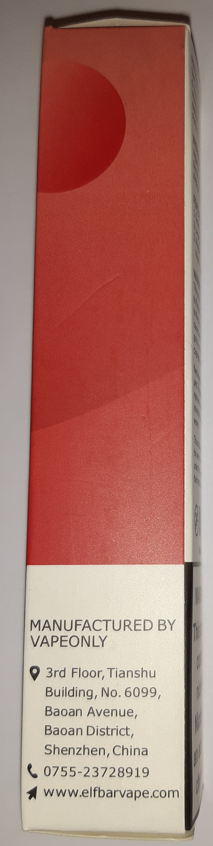 MANUFACTURED BY
VAPEONLY
3rd Floor, Tianshu
Building, No. 6099,
Baoan Avenue,
Baoan District,
Shenzhen, China
0755-23728919
www.elfbarvape.com